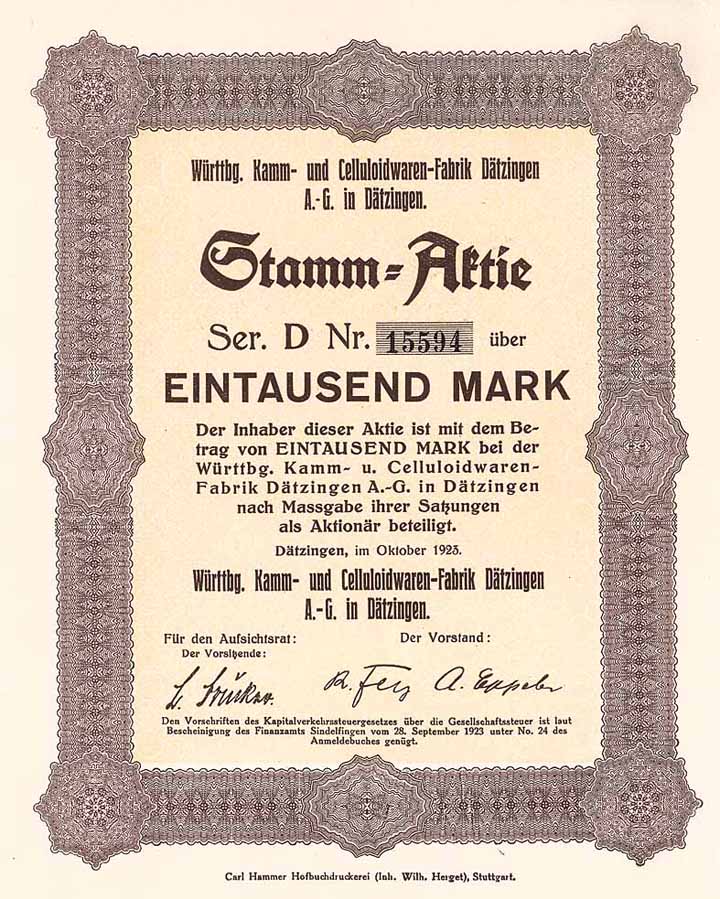 Württbg. Kamm- und Celluloidwaren-Fabrik Dätzingen
A.-G. in Dätzingen.
Stamm-Aktie
Ser. D Nr. 15594 über
EINTAUSEND MARK
Der Inhaber dieser Aktie ist mit dem Be-
trag von EINTAUSEND MARK bei der
Württbg. Kamm- u. Celluloidwaren-
Fabrik Dätzingen A.-G. in Dätzingen
nach Massgabe ihrer Satzungen
als Aktionär beteiligt.
Dätzingen, im Oktober 1923.
Württbg. Kamm- und Celluloidwaren-Fabrik Dätzingen
A.-G. in Dätzingen.
Für den Aufsichtsrat: Der Vorstand:
Der Vorsitzende:
R. A. Eppeler
Den Vorschriften des Kapitalverkehrssteuergesetzes über die Gesellschaftssteuer ist laut
Bescheinigung des Finanzamts Sindelfingen vom 28. September 1923 unter No. 24 des
Anmeldebuches genügt.
Carl Hammer Hofbuchdruckerei (Inh. Wilh. Herget), Stuttgart.